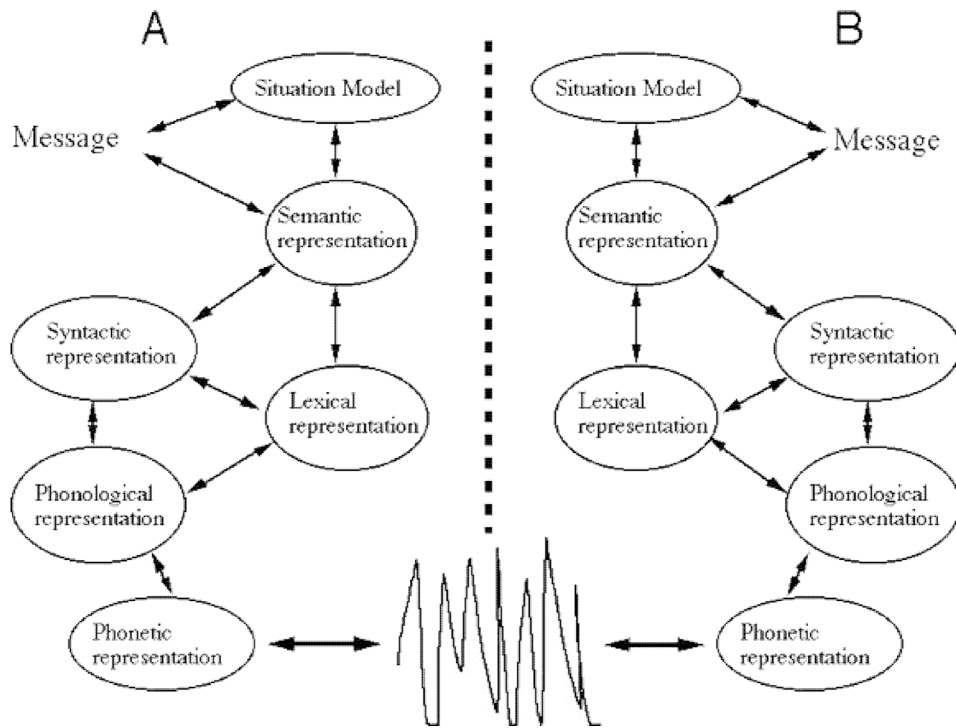 A
B
Situation Model
Situation Model
Message
Message
Semantic
representation
Semantic
representation
Syntactic
representation
Syntactic
representation
Lexical
representation
Lexical
representation
Phonological
representation
Phonological
representation
Phonetic
representation
Phonetic
representation